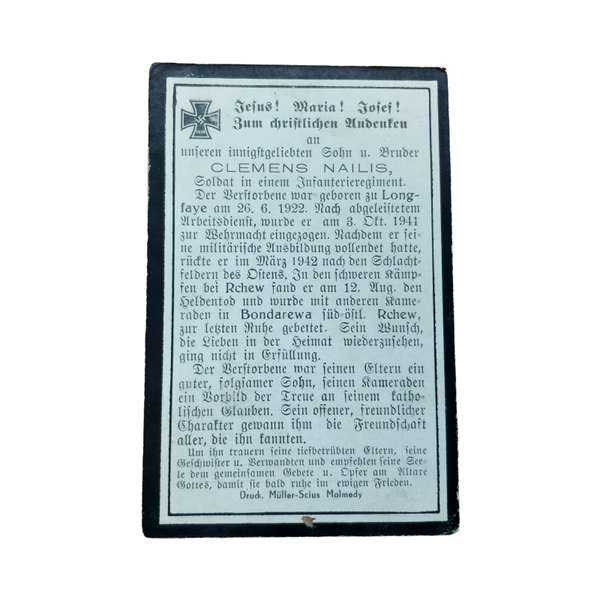 Jesus! Maria! Josef!
Zum christlichen Andenken
an
unseren innigstgeliebten Sohn u. Bruder
CLEMENS NAILIS,
Soldat in einem Infanterieregiment.
Der Verstorbene war geboren zu Long-
faye am 26. 6. 1922. Nach abgeleistetem
Arbeitsdienst, wurde er am 3. Okt. 1941
zur Wehrmacht eingezogen. Nachdem er sei-
ne militärische Ausbildung vollendet hatte,
rückte er im März 1942 nach den Schlacht-
feldern des Ostens. In den schweren Kämp-
fen bei Rchew fand er am 12. Aug. den
Heldentod und wurde mit anderen Kame-
raden in Bondarewa süd-östl. Rchew,
zur letzten Ruhe gebettet. Sein Wunsch,
die Lieben in der Heimat wiederzusehen,
ging nicht in Erfüllung.
Der Verstorbene war seinen Eltern ein
guter, folgsamer Sohn, seinen Kameraden
ein Vorbild der Treue an seinem katho-
lischen Glauben. Sein offener, freundlicher
Charakter gewann ihm die Freundschaft
aller, die ihn kannten.
Um ihn trauern seine tiefbetrübten Eltern, seine
Geschwister u. Verwandten und empfehlen seine See-
le dem gemeinsamen Gebete u. Opfer am Altare
Gottes, damit sie bald ruhe im ewigen Frieden.
Druck. Müller-Scius Malmedy